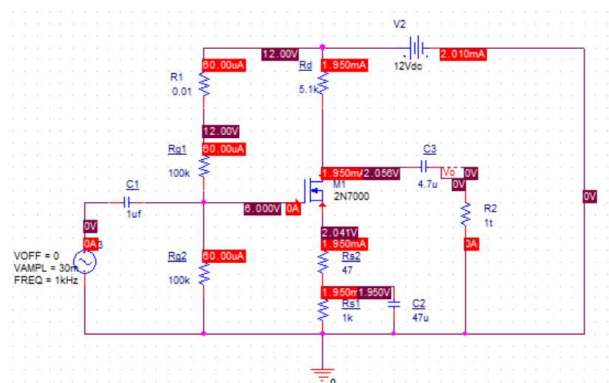 V2
12.00V
60.00uA
Rd
1.950mA
2.010mA
12Vdc
R1
0.01
5.1k
12.00V
Rg1
60.00uA
100k
C3
1.950mA
2.056V
Vo
0V
M1
2N7000
4.7u
0V
C1
1uf
6.000V
0A
R2
1t
0V
0V
2.041V
1.950mA
0A
0A
VOFF = 0
VAMPL = 30m
FREQ = 1kHz
Rg2
60.00uA
100k
Rs2
47
1.950m
1.950V
C2
Rs1
1k
47u
0